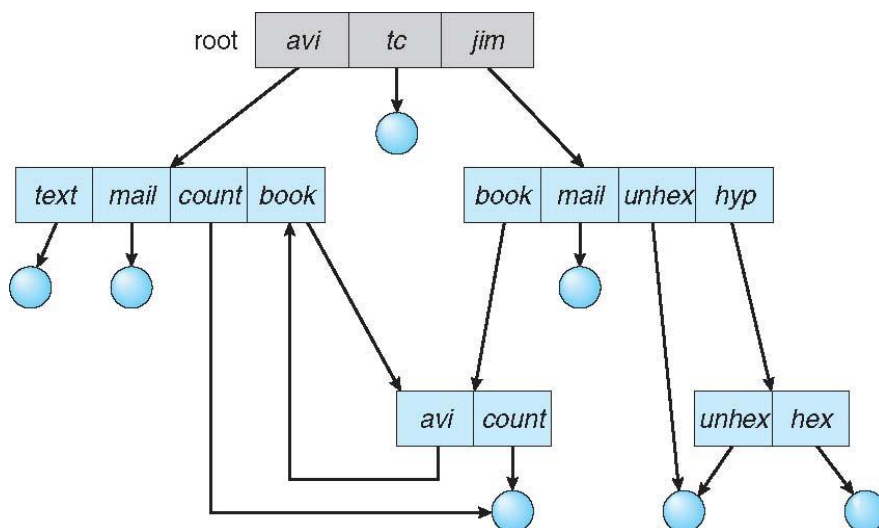 root avi tc jim
text mail count book book mail unhex hyp
avi count unhex hex